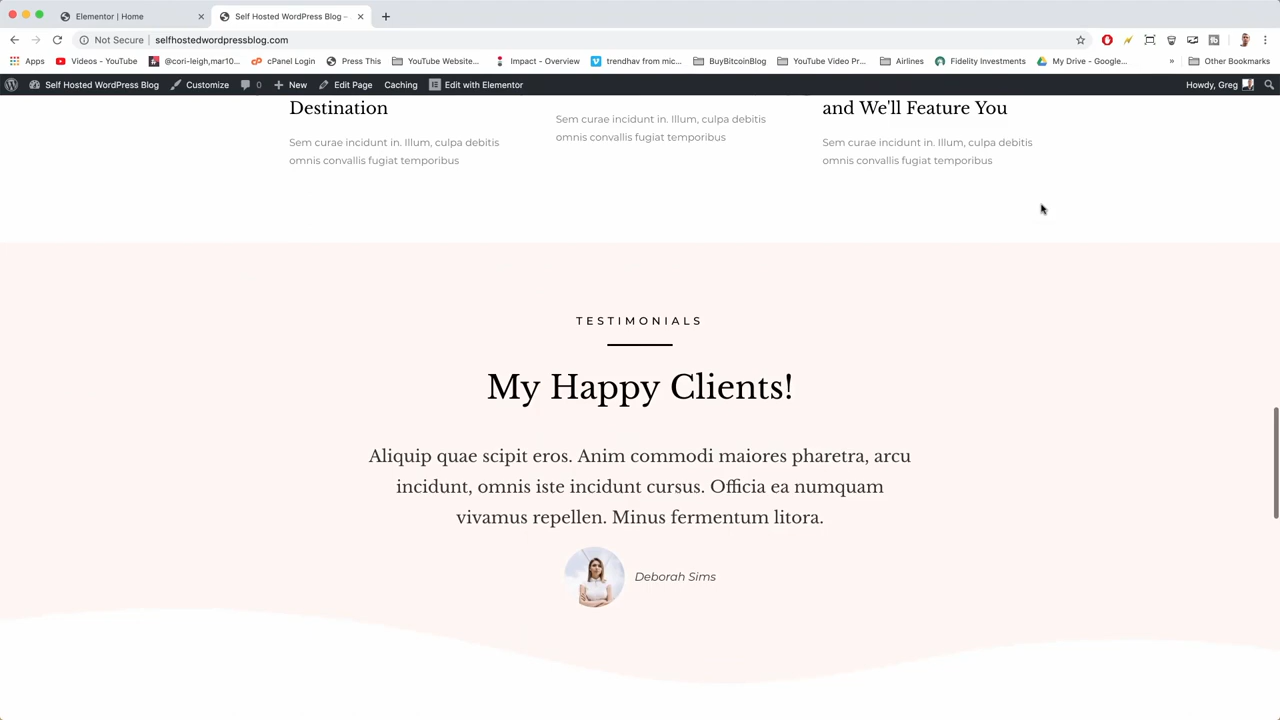 Elementor | Home
Self Hosted WordPress Blog –
Not Secure
selfhostedwordpressblog.com
Apps
Videos - YouTube
@cori-leigh,mar10...
cPanel Login
Press This
YouTube Website...
Impact - Overview
trendhav from mic...
BuyBitcoinBlog
YouTube Video Pr...
Airlines
Fidelity Investments
My Drive - Google...
»
Other Bookmarks
Self Hosted WordPress Blog
Customize
0
New
Edit Page
Caching
Edit with Elementor
Howdy, Greg
Destination
Sem curae incidunt in. Illum, culpa debitis
omnis convallis fugiat temporibus
Sem curae incidunt in. Illum, culpa debitis
omnis convallis fugiat temporibus
and We'll Feature You
Sem curae incidunt in. Illum, culpa debitis
omnis convallis fugiat temporibus
TESTIMONIALS
My Happy Clients!
Aliquip quae scipit eros. Anim commodi maiores pharetra, arcu
incidunt, omnis iste incidunt cursus. Officia ea numquam
vivamus repellen. Minus fermentum litora.
Deborah Sims